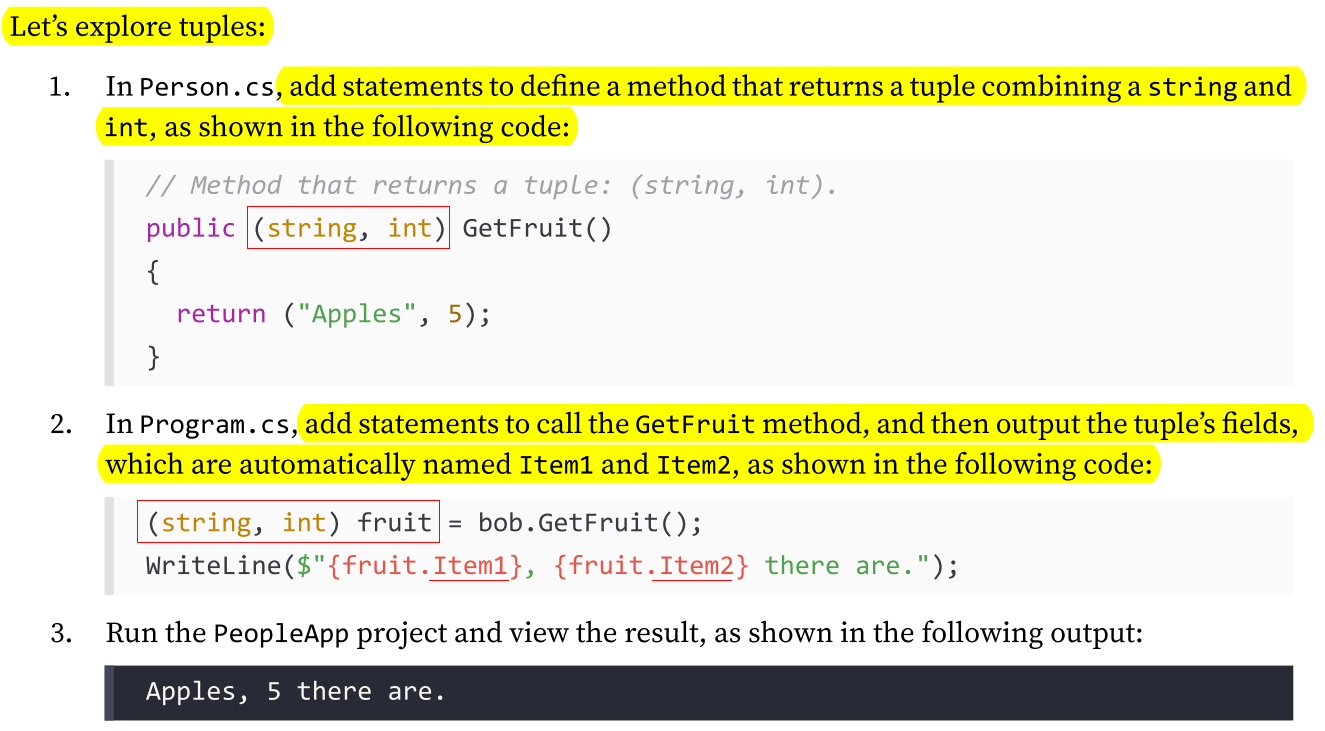 Let’s explore tuples:
1. In Person.cs, add statements to define a method that returns a tuple combining a string and
int, as shown in the following code:
// Method that returns a tuple: (string, int).
public (string, int) GetFruit()
{
  return ("Apples", 5);
}
2. In Program.cs, add statements to call the GetFruit method, and then output the tuple’s fields,
which are automatically named Item1 and Item2, as shown in the following code:
(string, int) fruit = bob.GetFruit();
WriteLine($"{fruit.Item1}, {fruit.Item2} there are.");
3. Run the PeopleApp project and view the result, as shown in the following output:
Apples, 5 there are.